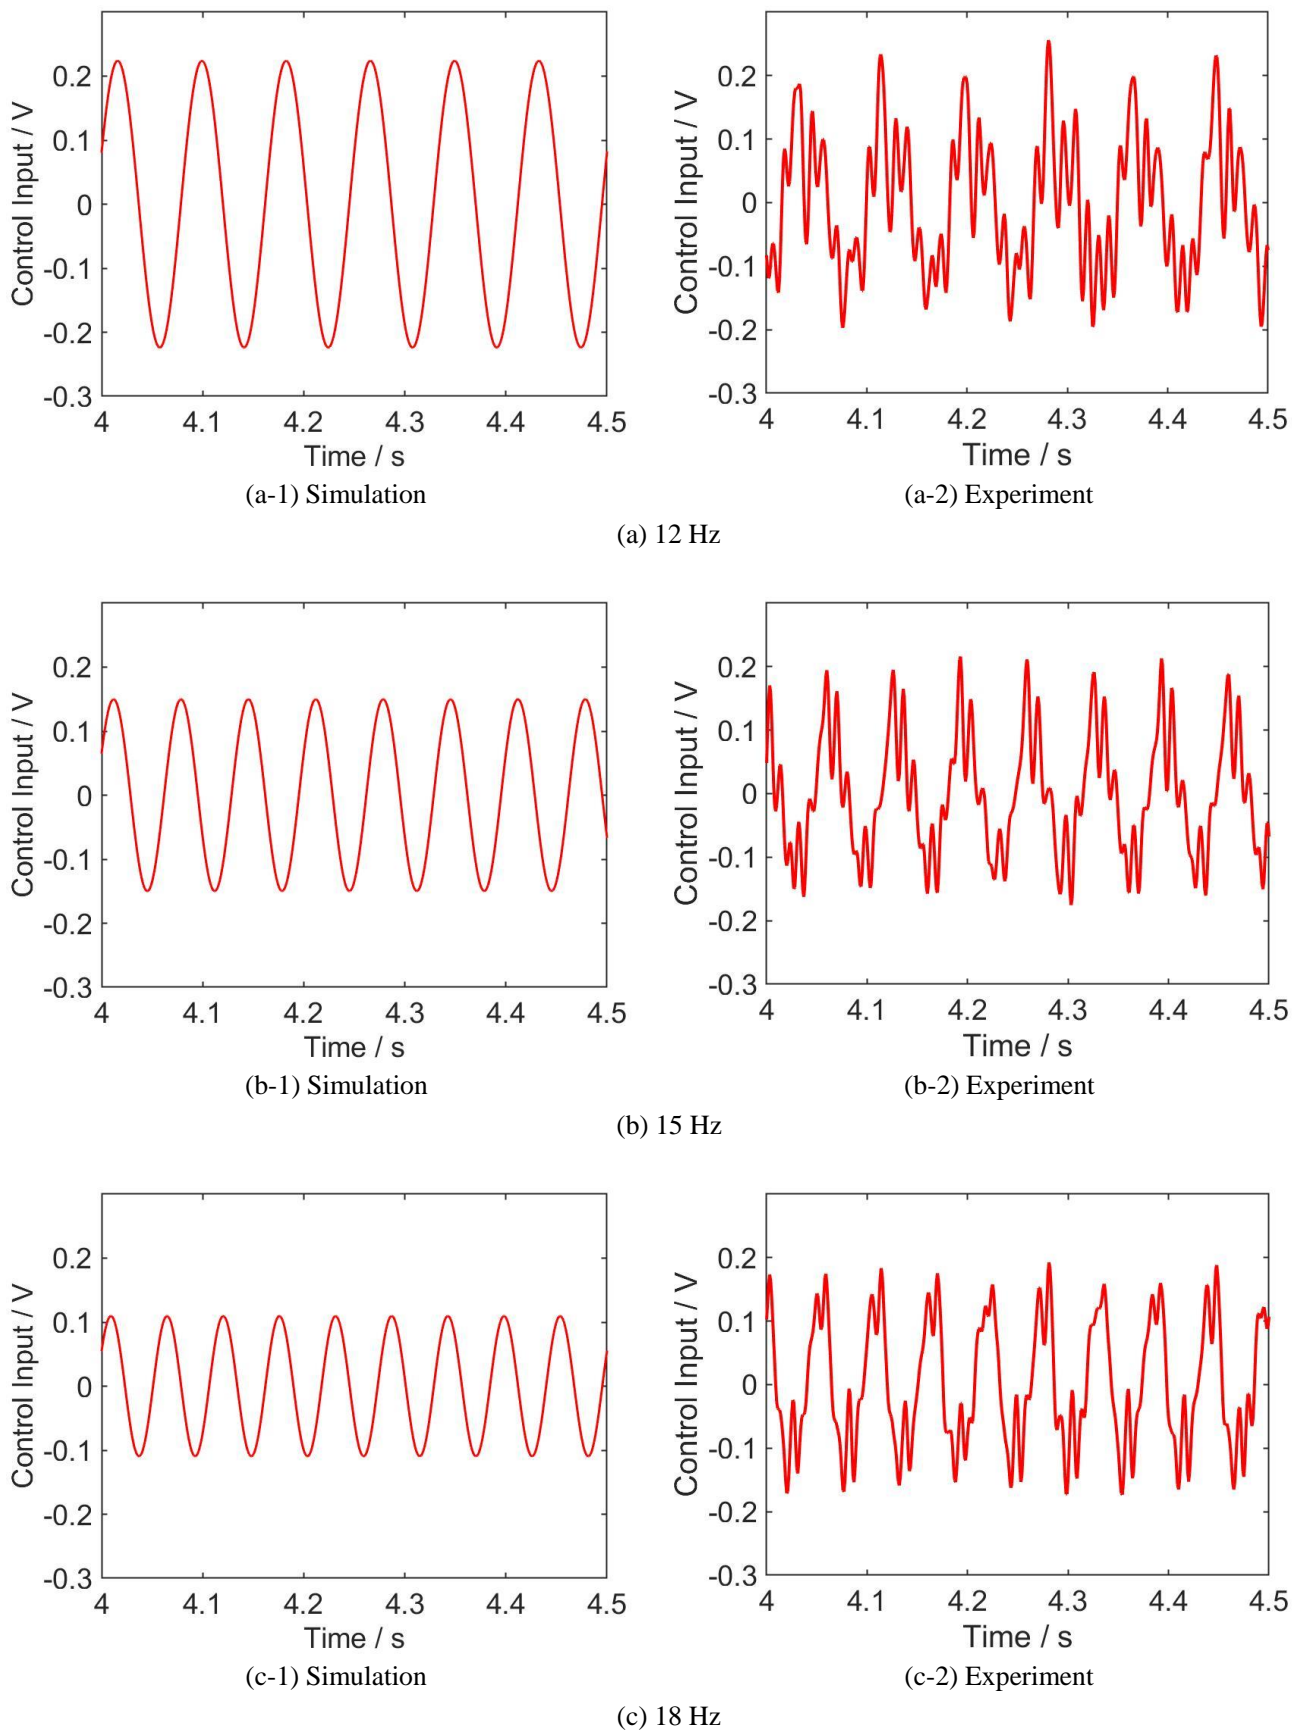 Control Input / V
0.2
0.1
0
-0.1
-0.2
-0.3
4 4.1 4.2 4.3 4.4 4.5
Time / s
(a-1) Simulation
Control Input / V
0.2
0.1
0
-0.1
-0.2
-0.3
4 4.1 4.2 4.3 4.4 4.5
Time / s
(a-2) Experiment
(a) 12 Hz
Control Input / V
0.2
0.1
0
-0.1
-0.2
-0.3
4 4.1 4.2 4.3 4.4 4.5
Time / s
(b-1) Simulation
Control Input / V
0.2
0.1
0
-0.1
-0.2
-0.3
4 4.1 4.2 4.3 4.4 4.5
Time / s
(b-2) Experiment
(b) 15 Hz
Control Input / V
0.2
0.1
0
-0.1
-0.2
-0.3
4 4.1 4.2 4.3 4.4 4.5
Time / s
(c-1) Simulation
Control Input / V
0.2
0.1
0
-0.1
-0.2
-0.3
4 4.1 4.2 4.3 4.4 4.5
Time / s
(c-2) Experiment
(c) 18 Hz